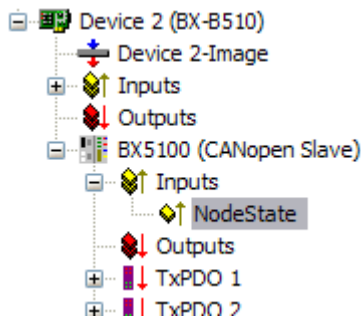 Device 2 (BX-B510)
Device 2-Image
Inputs
Outputs
BX5100 (CANopen Slave)
Inputs
NodeState
Outputs
TxPDO 1
TxPDO 2